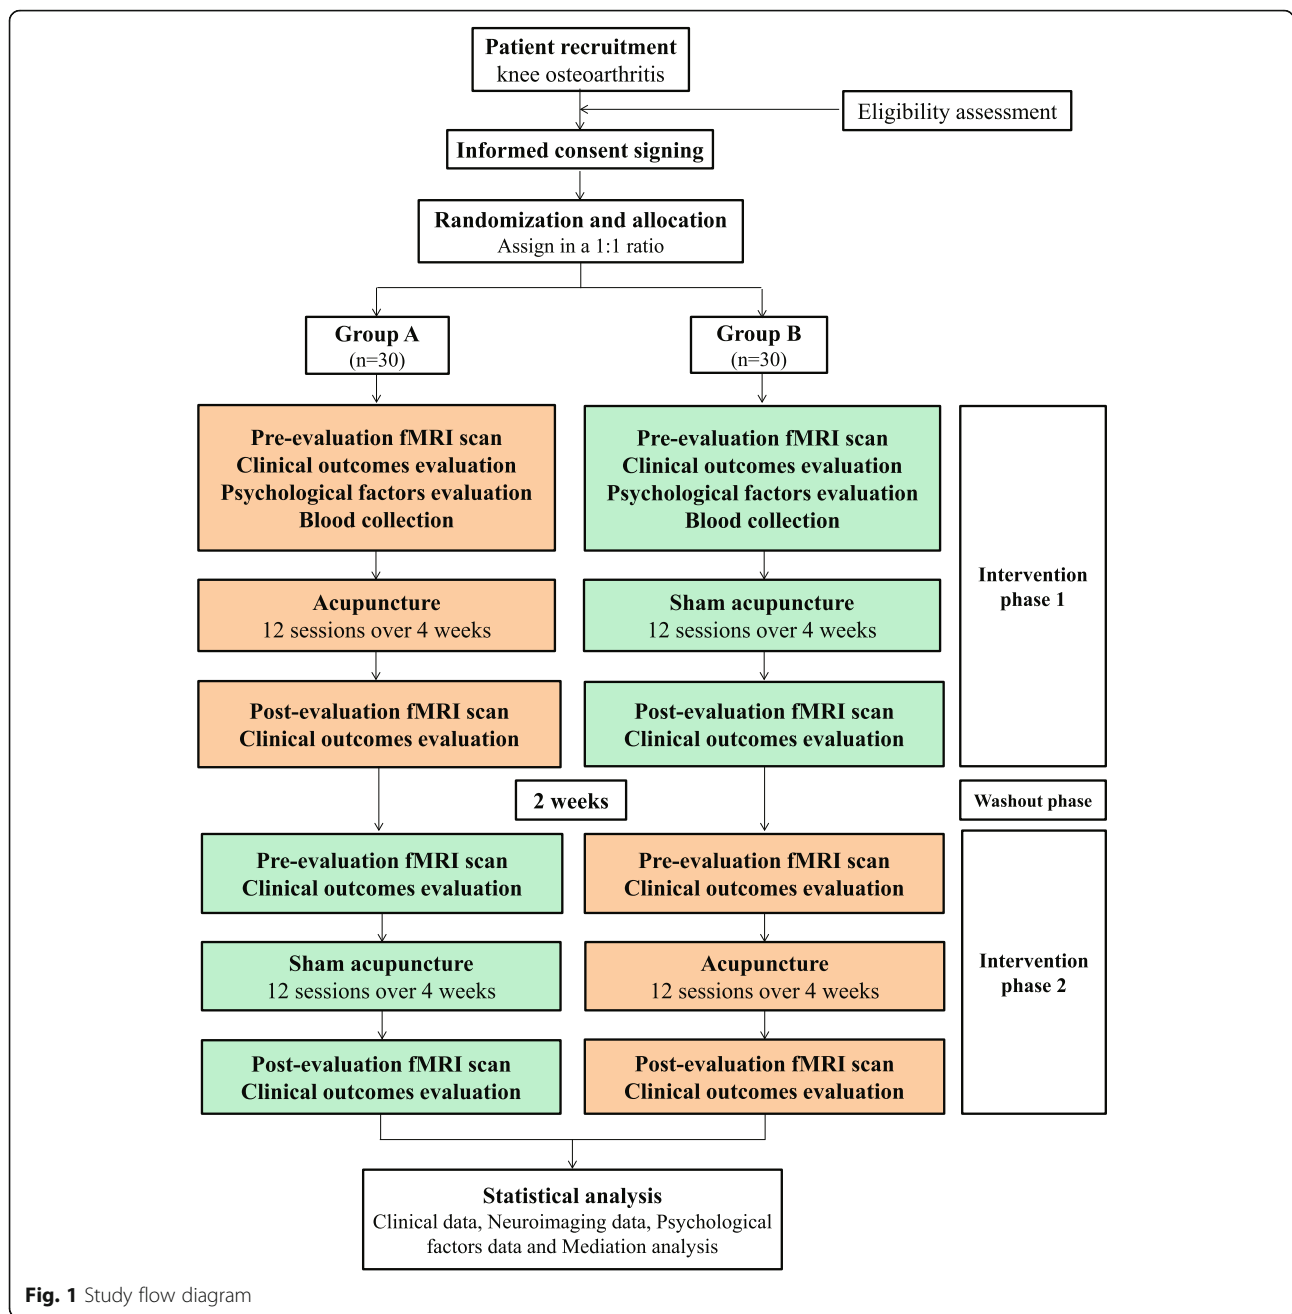 Patient recruitment
knee osteoarthritis
Eligibility assessment
Informed consent signing
Randomization and allocation
Assign in a 1:1 ratio
Group A
(n=30)
Group B
(n=30)
Pre-evaluation fMRI scan
Clinical outcomes evaluation
Psychological factors evaluation
Blood collection
Pre-evaluation fMRI scan
Clinical outcomes evaluation
Psychological factors evaluation
Blood collection
Intervention
phase 1
Acupuncture
12 sessions over 4 weeks
Sham acupuncture
12 sessions over 4 weeks
Post-evaluation fMRI scan
Clinical outcomes evaluation
Post-evaluation fMRI scan
Clinical outcomes evaluation
2 weeks
Washout phase
Pre-evaluation fMRI scan
Clinical outcomes evaluation
Pre-evaluation fMRI scan
Clinical outcomes evaluation
Intervention
phase 2
Sham acupuncture
12 sessions over 4 weeks
Acupuncture
12 sessions over 4 weeks
Post-evaluation fMRI scan
Clinical outcomes evaluation
Post-evaluation fMRI scan
Clinical outcomes evaluation
Statistical analysis
Clinical data, Neuroimaging data, Psychological
factors data and Mediation analysis
Fig. 1 Study flow diagram